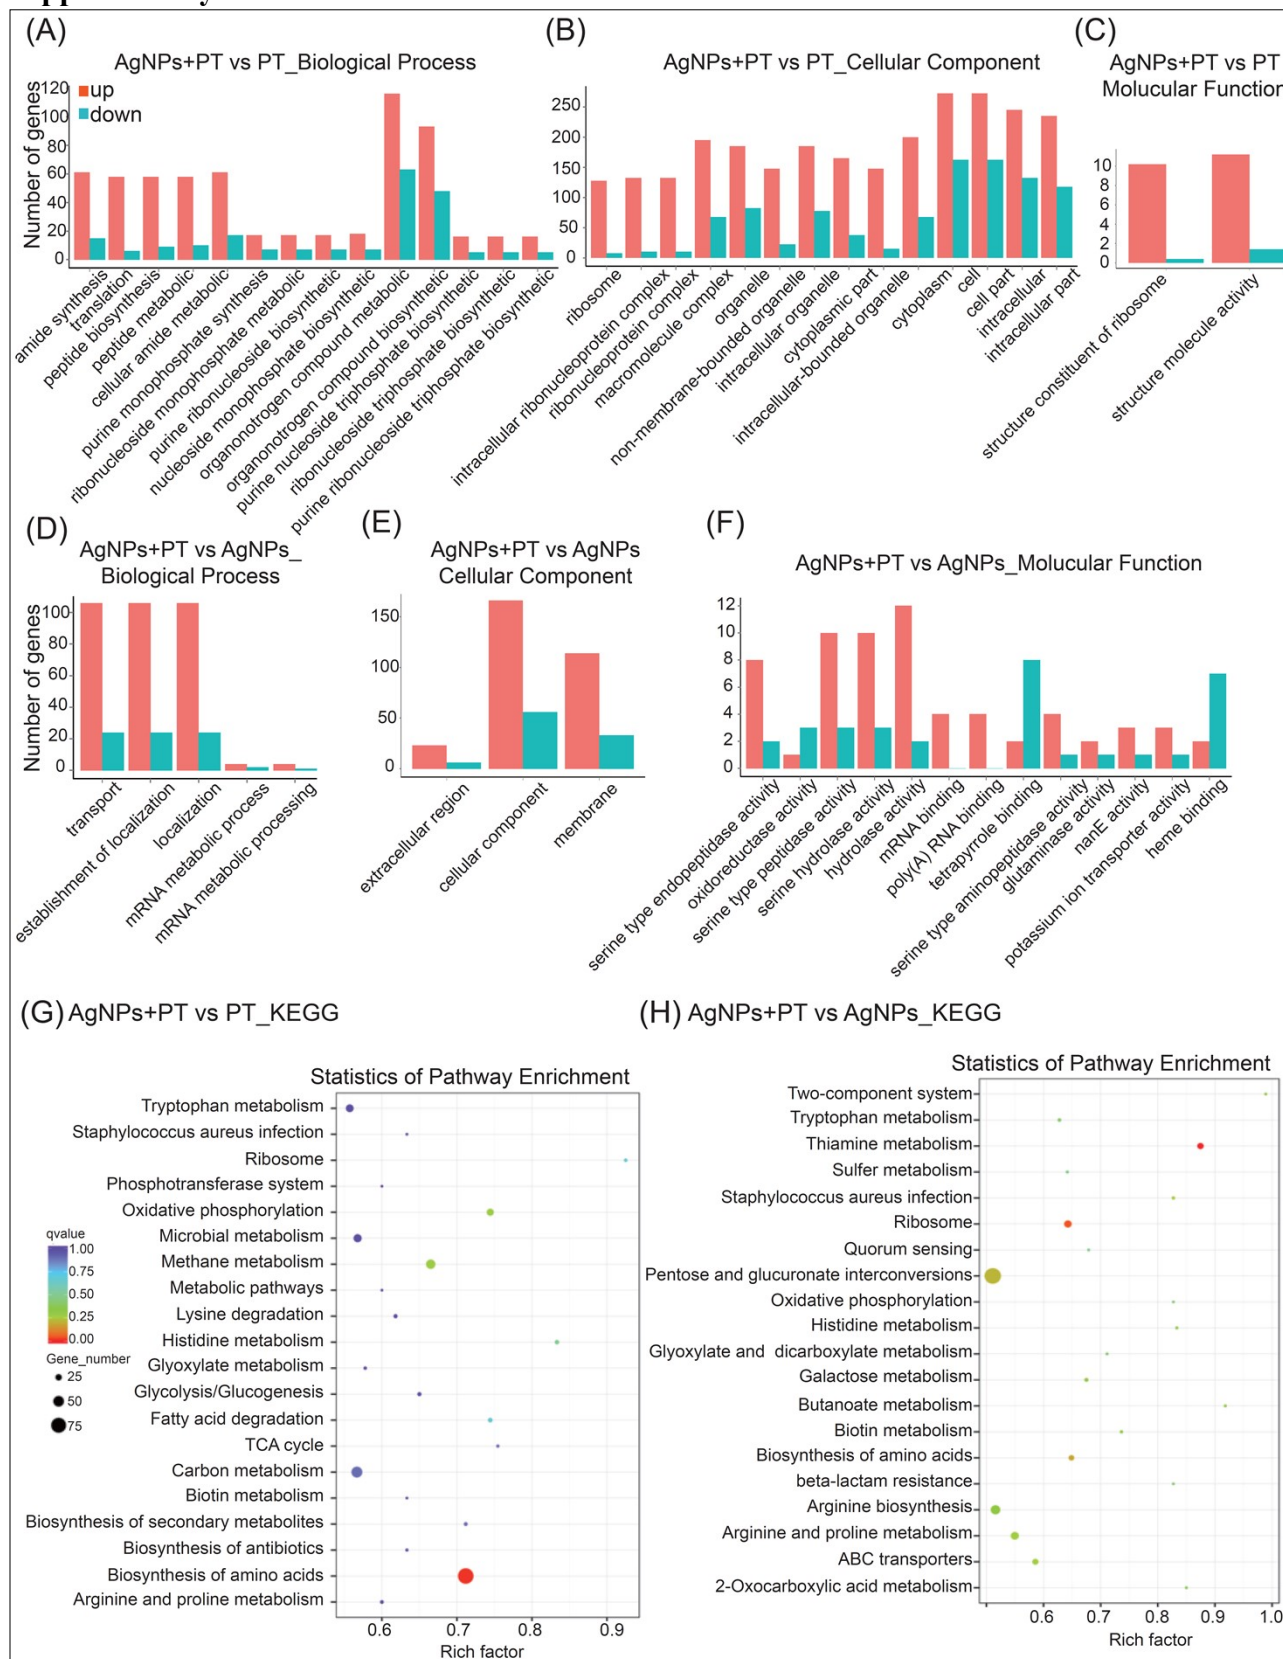 (A)
AgNPs+PT vs PT_Biological Process
up
down
Number of genes
120
100
80
60
40
20
0
amide synthesis
translation
peptide biosynthesis
peptide metabolic
cellular amide metabolic
purine monophosphate synthesis
ribonucleoside monophosphate metabolic
purine ribonucleoside biosynthetic
nucleoside monophosphate biosynthetic
organonotrogen compound metabolic
organonotrogen compound biosynthetic
purine nucleoside triphosphate biosynthetic
ribonucleoside triphosphate biosynthetic
purine ribonucleoside triphosphate biosynthetic
(B)
AgNPs+PT vs PT_Cellular Component
250
200
150
100
50
0
ribosome
intracellular ribonucleoprotein complex
ribonucleoprotein complex
macromolecule complex
organelle
non-membrane-bounded organelle
intracellular organelle
cytoplasmic part
intracellular-bounded organelle
cytoplasm
cell
cell part
intracellular
intracellular part
(C)
AgNPs+PT vs PT
Molucular Function
10
8
6
4
2
0
structure constituent of ribosome
structure molecule activity
(D)
AgNPs+PT vs AgNPs_
Biological Process
Number of genes
100
80
60
40
20
0
transport
establishment of localization
localization
mRNA metabolic process
mRNA metabolic processing
(E)
AgNPs+PT vs AgNPs
Cellular Component
150
100
50
0
extracellular region
cellular component
membrane
(F)
AgNPs+PT vs AgNPs_Molucular Function
12
10
8
6
4
2
0
serine type endopeptidase activity
oxidoreductase activity
serine type peptidase activity
serine hydrolase activity
hydrolase activity
mRNA binding
poly(A) RNA binding
tetrapyrrole binding
serine type aminopeptidase activity
glutaminase activity
nanE activity
potassium ion transporter activity
heme binding
(G) AgNPs+PT vs PT_KEGG
Statistics of Pathway Enrichment
Tryptophan metabolism
Staphylococcus aureus infection
Ribosome
Phosphotransferase system
Oxidative phosphorylation
Microbial metabolism
Methane metabolism
Metabolic pathways
Lysine degradation
Histidine metabolism
Glyoxylate metabolism
Glycolysis/Glucogenesis
Fatty acid degradation
TCA cycle
Carbon metabolism
Biotin metabolism
Biosynthesis of secondary metabolites
Biosynthesis of antibiotics
Biosynthesis of amino acids
Arginine and proline metabolism
qvalue
1.00
0.75
0.50
0.25
0.00
Gene_number
25
50
75
0.6 0.7 0.8 0.9
Rich factor
(H) AgNPs+PT vs AgNPs_KEGG
Statistics of Pathway Enrichment
Two-component system
Tryptophan metabolism
Thiamine metabolism
Sulfer metabolism
Staphylococcus aureus infection
Ribosome
Quorum sensing
Pentose and glucuronate interconversions
Oxidative phosphorylation
Histidine metabolism
Glyoxylate and dicarboxylate metabolism
Galactose metabolism
Butanoate metabolism
Biotin metabolism
Biosynthesis of amino acids
beta-lactam resistance
Arginine biosynthesis
Arginine and proline metabolism
ABC transporters
2-Oxocarboxylic acid metabolism
0.6 0.7 0.8 0.9 1.0
Rich factor